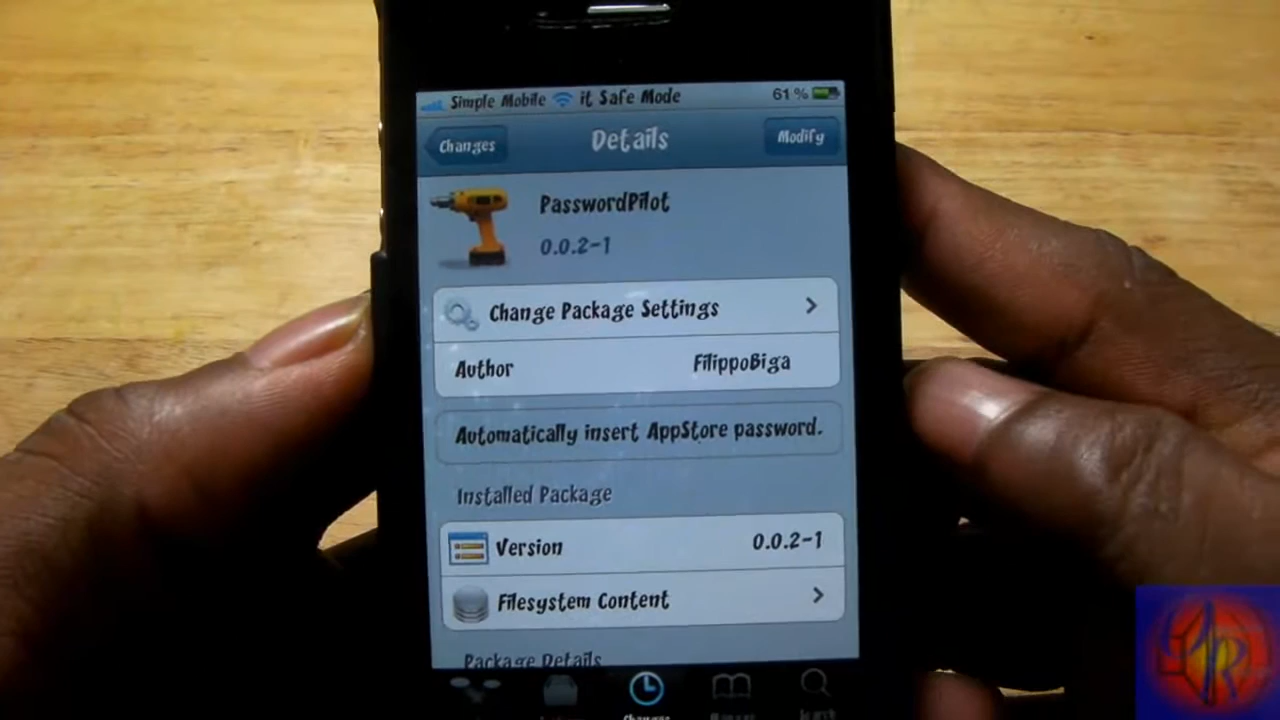 Simple Mobile it Safe Mode 61%
Changes Details Modify
PasswordPilot
0.0.2-1
Change Package Settings
Author FilippoBiga
Automatically insert AppStore password.
Installed Package
Version 0.0.2-1
Filesystem Content
Package Details
Changes